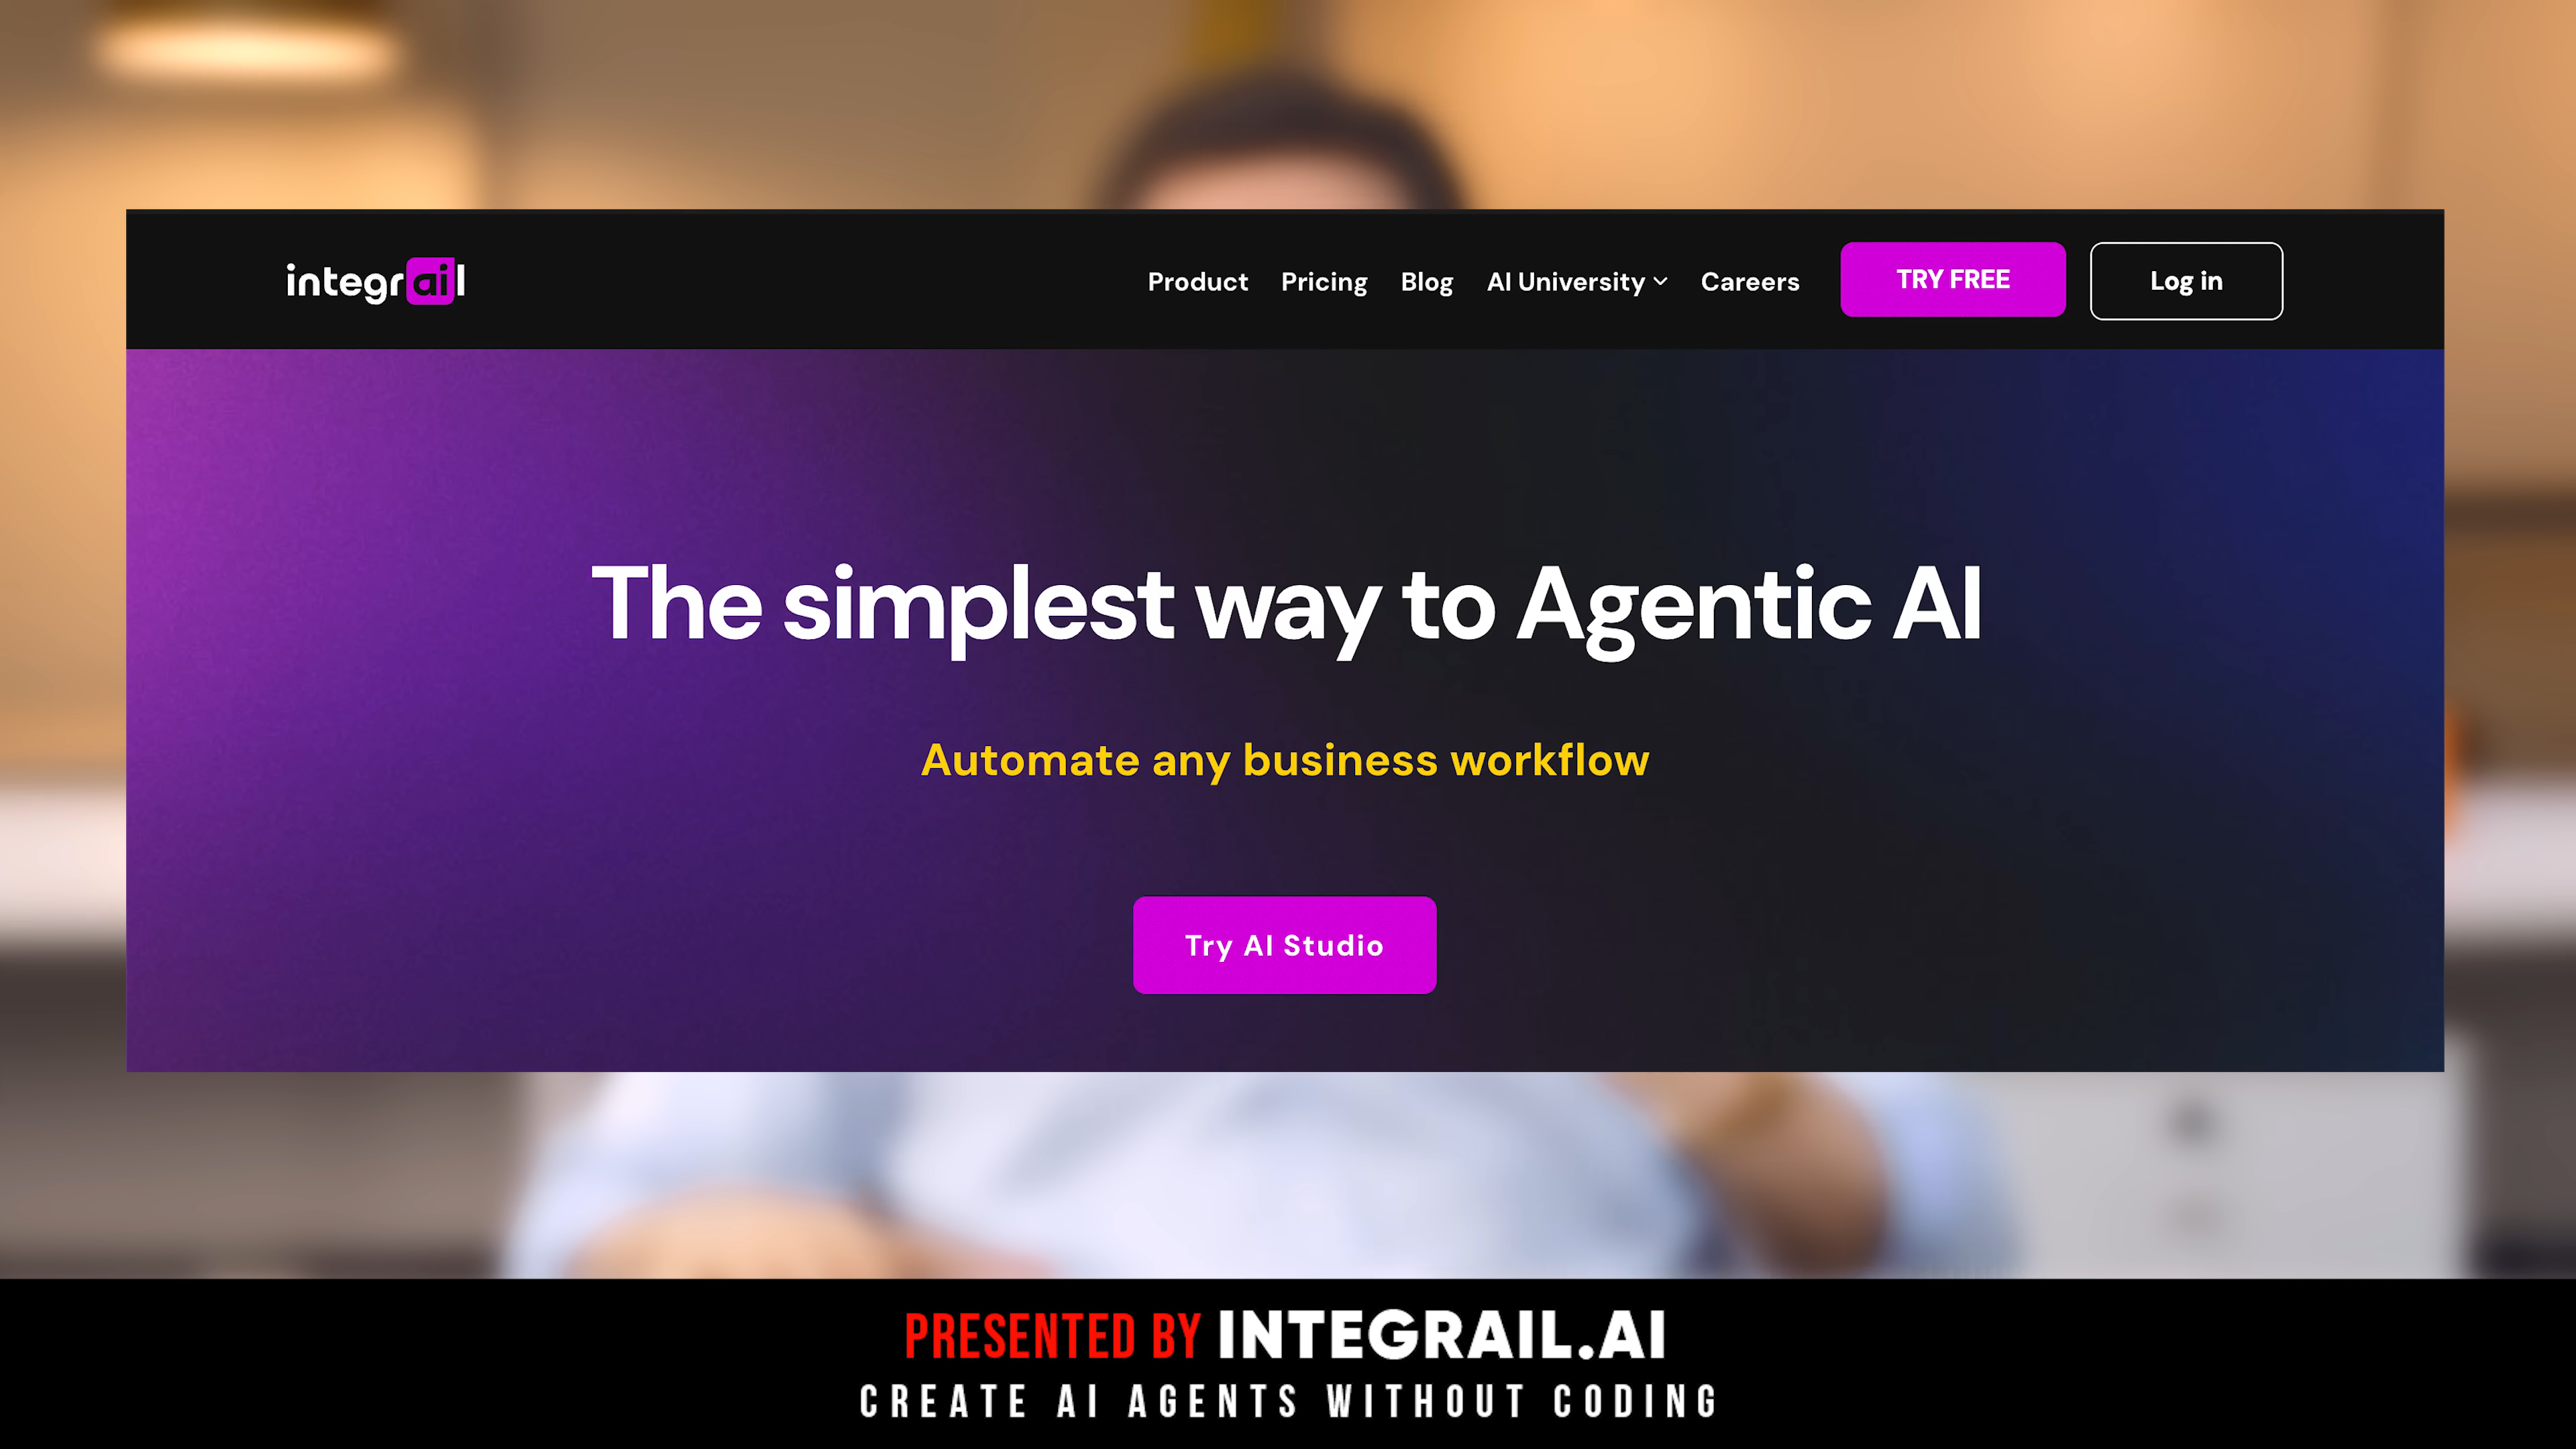 integrail
Product Pricing Blog AI University Careers TRY FREE Log in
The simplest way to Agentic AI
Automate any business workflow
Try AI Studio
PRESENTED BY INTEGRAIL.AI
CREATE AI AGENTS WITHOUT CODING